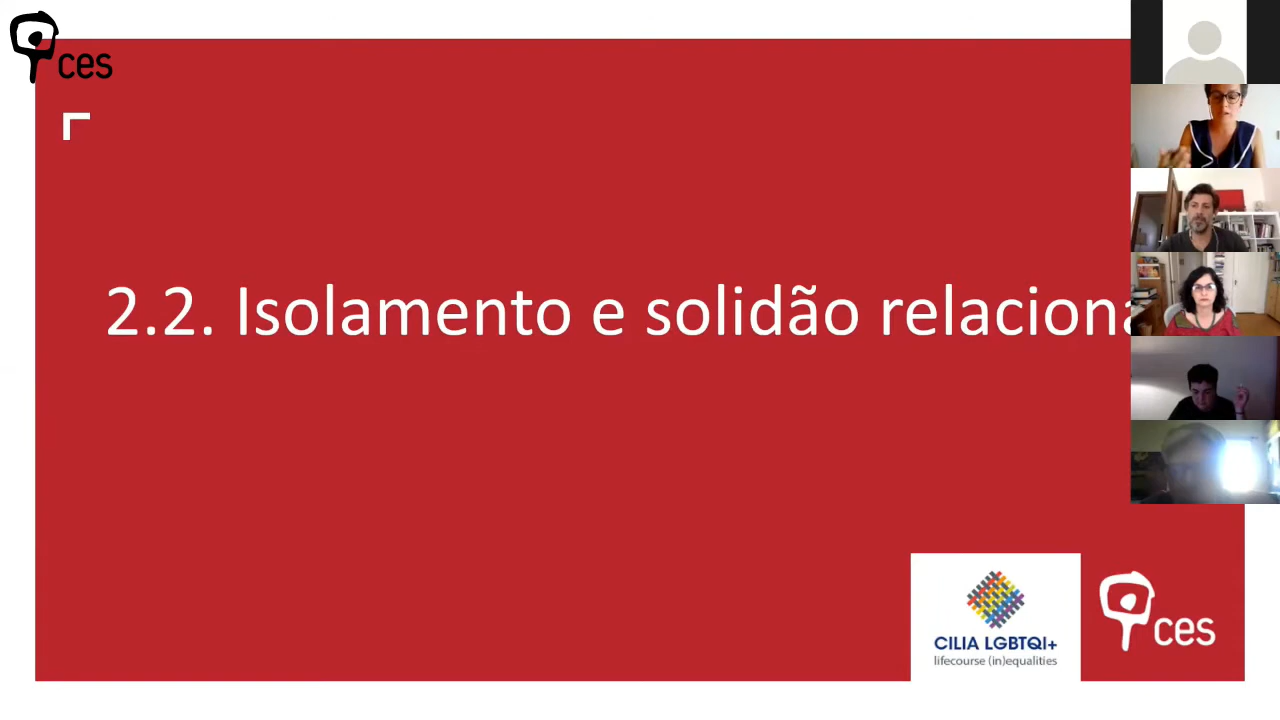 ces
2.2. Isolamento e solidão relaciona
CILIA LGBTQI+
lifecourse (in)equalities
ces